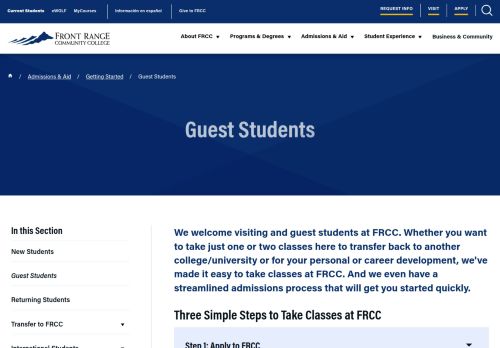 Current Students eWOLF MyCourses Información en español Give to FRCC REQUEST INFO VISIT APPLY
FRONT RANGE
COMMUNITY COLLEGE
About FRCC Programs & Degrees Admissions & Aid Student Experience Business & Community
/ Admissions & Aid / Getting Started / Guest Students
Guest Students
In this Section
New Students
Guest Students
Returning Students
Transfer to FRCC
International Students
We welcome visiting and guest students at FRCC. Whether you want
to take just one or two classes here to transfer back to another
college/university or for your personal or career development, we've
made it easy to take classes at FRCC. And we even have a
streamlined admissions process that will get you started quickly.
Three Simple Steps to Take Classes at FRCC
Step 1: Apply to FRCC